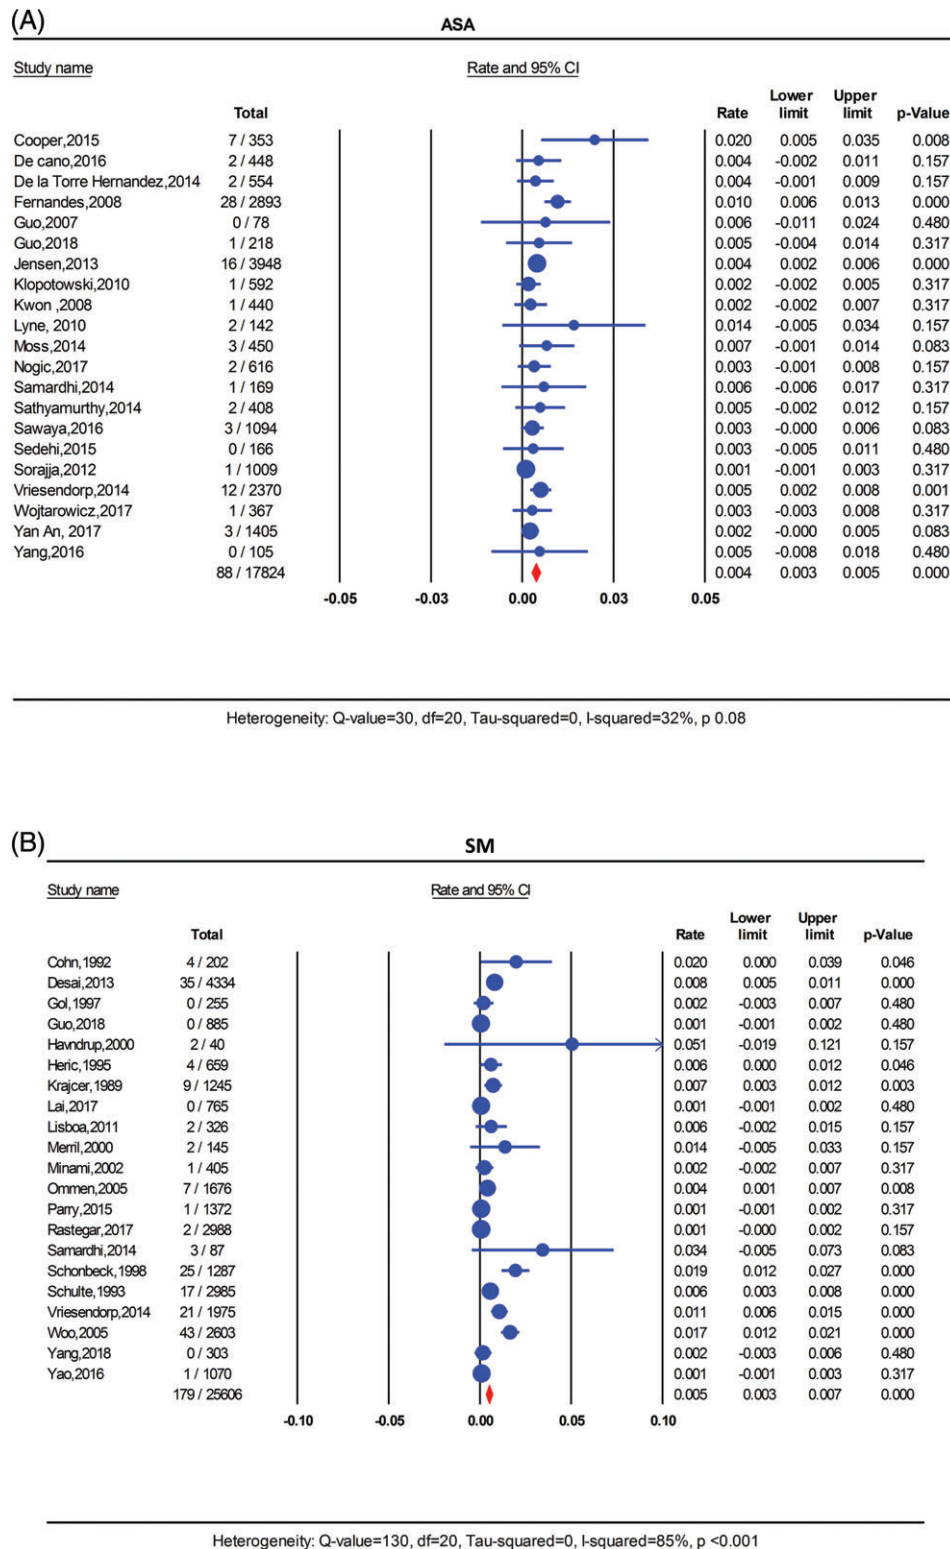 (A)
ASA
Study name Rate and 95% CI
Total Rate Lower limit Upper limit p-Value
Cooper,2015 7 / 353 0.020 0.005 0.035 0.008
De cano,2016 2 / 448 0.004 -0.002 0.011 0.157
De la Torre Hernandez,2014 2 / 554 0.004 -0.001 0.009 0.157
Fernandes,2008 28 / 2893 0.010 0.006 0.013 0.000
Guo,2007 0 / 78 0.006 -0.011 0.024 0.480
Guo,2018 1 / 218 0.005 -0.004 0.014 0.317
Jensen,2013 16 / 3948 0.004 0.002 0.006 0.000
Klopotowski,2010 1 / 592 0.002 -0.002 0.005 0.317
Kwon ,2008 1 / 440 0.002 -0.002 0.007 0.317
Lyne, 2010 2 / 142 0.014 -0.005 0.034 0.157
Moss,2014 3 / 450 0.007 -0.001 0.014 0.083
Nogic,2017 2 / 616 0.003 -0.001 0.008 0.157
Samardhi,2014 1 / 169 0.006 -0.006 0.017 0.317
Sathyamurthy,2014 2 / 408 0.005 -0.002 0.012 0.157
Sawaya,2016 3 / 1094 0.003 -0.000 0.006 0.083
Sedehi,2015 0 / 166 0.003 -0.005 0.011 0.480
Sorajja,2012 1 / 1009 0.001 -0.001 0.003 0.317
Vriesendorp,2014 12 / 2370 0.005 0.002 0.008 0.001
Wojtarowicz,2017 1 / 367 0.003 -0.003 0.008 0.317
Yan An, 2017 3 / 1405 0.002 -0.000 0.005 0.083
Yang,2016 0 / 105 0.005 -0.008 0.018 0.480
88 / 17824 0.004 0.003 0.005 0.000
-0.05 -0.03 0.00 0.03 0.05
Heterogeneity: Q-value=30, df=20, Tau-squared=0, I-squared=32%, p 0.08
(B)
SM
Study name Rate and 95% CI
Total Rate Lower limit Upper limit p-Value
Cohn,1992 4 / 202 0.020 0.000 0.039 0.046
Desai,2013 35 / 4334 0.008 0.005 0.011 0.000
Gol,1997 0 / 255 0.002 -0.003 0.007 0.480
Guo,2018 0 / 885 0.001 -0.001 0.002 0.480
Havndrup,2000 2 / 40 0.051 -0.019 0.121 0.157
Heric,1995 4 / 659 0.006 0.000 0.012 0.046
Krajcer,1989 9 / 1245 0.007 0.003 0.012 0.003
Lai,2017 0 / 765 0.001 -0.001 0.002 0.480
Lisboa,2011 2 / 326 0.006 -0.002 0.015 0.157
Merril,2000 2 / 145 0.014 -0.005 0.033 0.157
Minami,2002 1 / 405 0.002 -0.002 0.007 0.317
Ommen,2005 7 / 1676 0.004 0.001 0.007 0.008
Parry,2015 1 / 1372 0.001 -0.001 0.002 0.317
Rastegar,2017 2 / 2988 0.001 -0.000 0.002 0.157
Samardhi,2014 3 / 87 0.034 -0.005 0.073 0.083
Schonbeck,1998 25 / 1287 0.019 0.012 0.027 0.000
Schulte,1993 17 / 2985 0.006 0.003 0.008 0.000
Vriesendorp,2014 21 / 1975 0.011 0.006 0.015 0.000
Woo,2005 43 / 2603 0.017 0.012 0.021 0.000
Yang,2018 0 / 303 0.002 -0.003 0.006 0.480
Yao,2016 1 / 1070 0.001 -0.001 0.003 0.317
179 / 25606 0.005 0.003 0.007 0.000
-0.10 -0.05 0.00 0.05 0.10
Heterogeneity: Q-value=130, df=20, Tau-squared=0, I-squared=85%, p <0.001